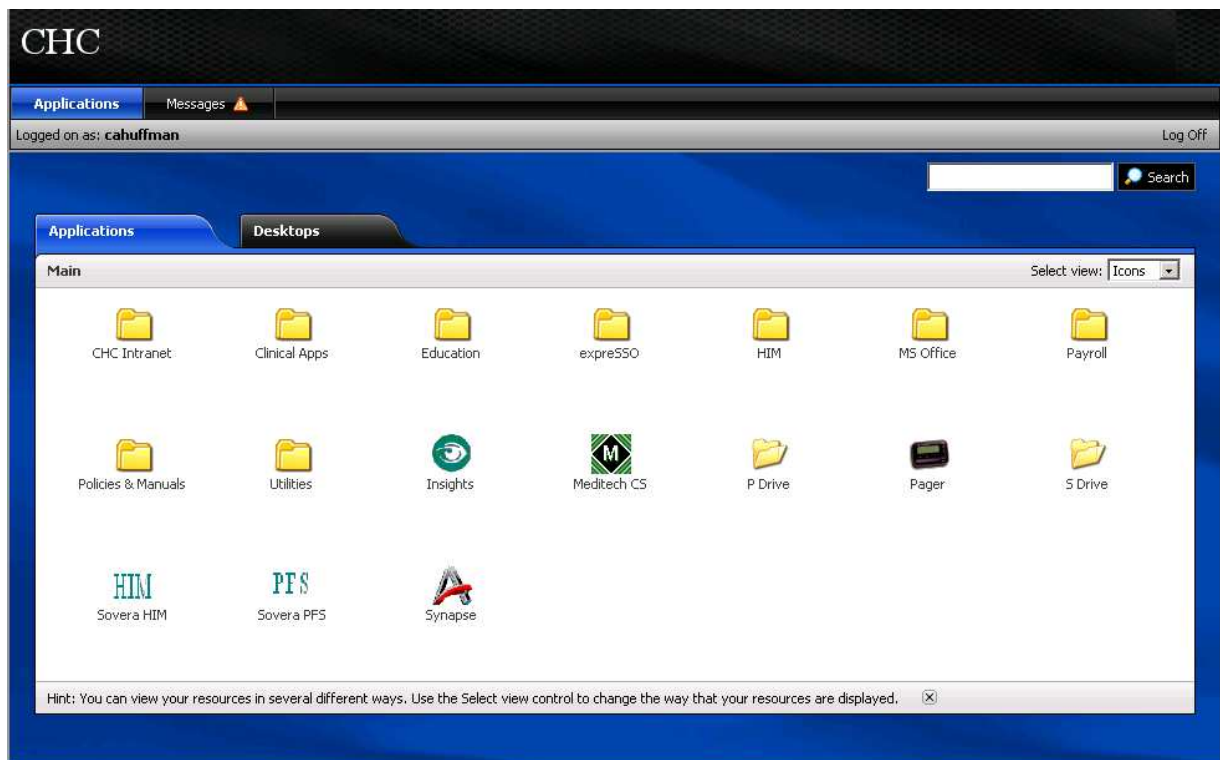 CHC
Applications Messages
Logged on as: cahuffman Log Off
Search
Applications Desktops
Main Select view: Icons
CHC Intranet Clinical Apps Education expreSSO HIM MS Office Payroll
M
Policies & Manuals Utilities Insights Meditech CS P Drive Pager S Drive
HIM PFS
Sovera HIM Sovera PFS Synapse
Hint: You can view your resources in several different ways. Use the Select view control to change the way that your resources are displayed.